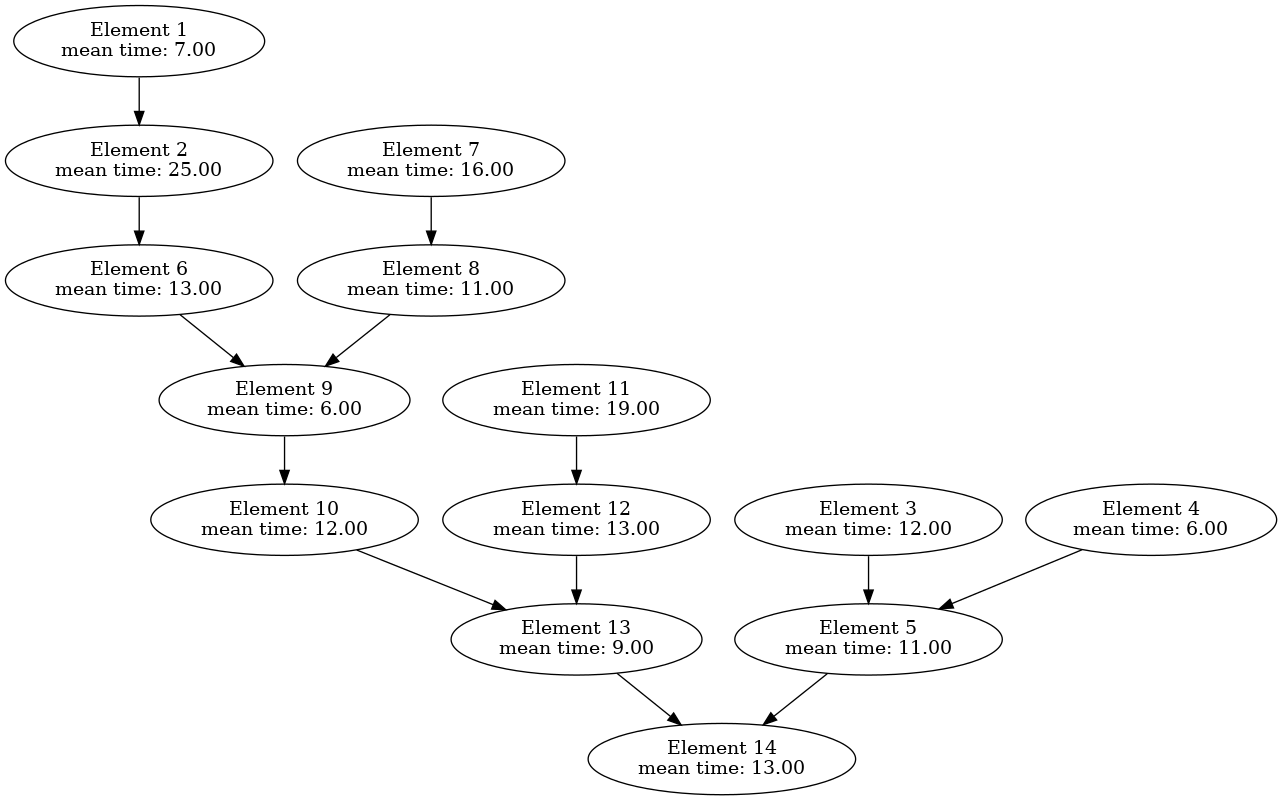 Element 1
mean time: 7.00
Element 2
mean time: 25.00
Element 7
mean time: 16.00
Element 6
mean time: 13.00
Element 8
mean time: 11.00
Element 9
mean time: 6.00
Element 11
mean time: 19.00
Element 10
mean time: 12.00
Element 12
mean time: 13.00
Element 3
mean time: 12.00
Element 4
mean time: 6.00
Element 13
mean time: 9.00
Element 5
mean time: 11.00
Element 14
mean time: 13.00